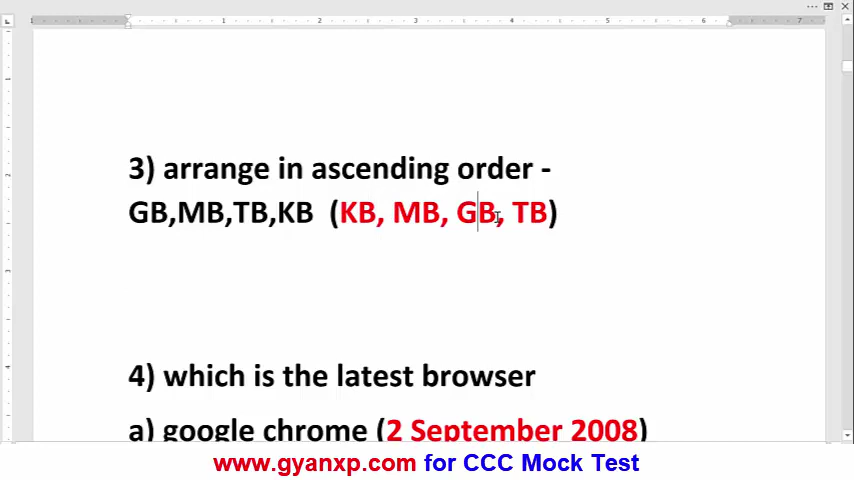 3) arrange in ascending order -
GB,MB,TB,KB (KB, MB, GB, TB)
4) which is the latest browser
a) google chrome (2 September 2008)
www.gyanxp.com for CCC Mock Test